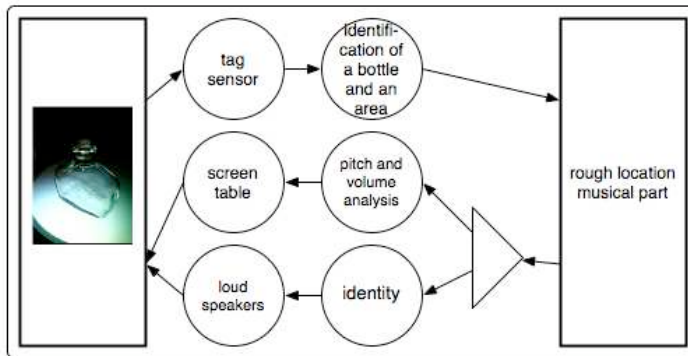 tag
sensor
Identifi-
cation of
a bottle
and an
area
screen
table
pitch and
volume
analysis
rough location
musical part
loud
speakers
identity